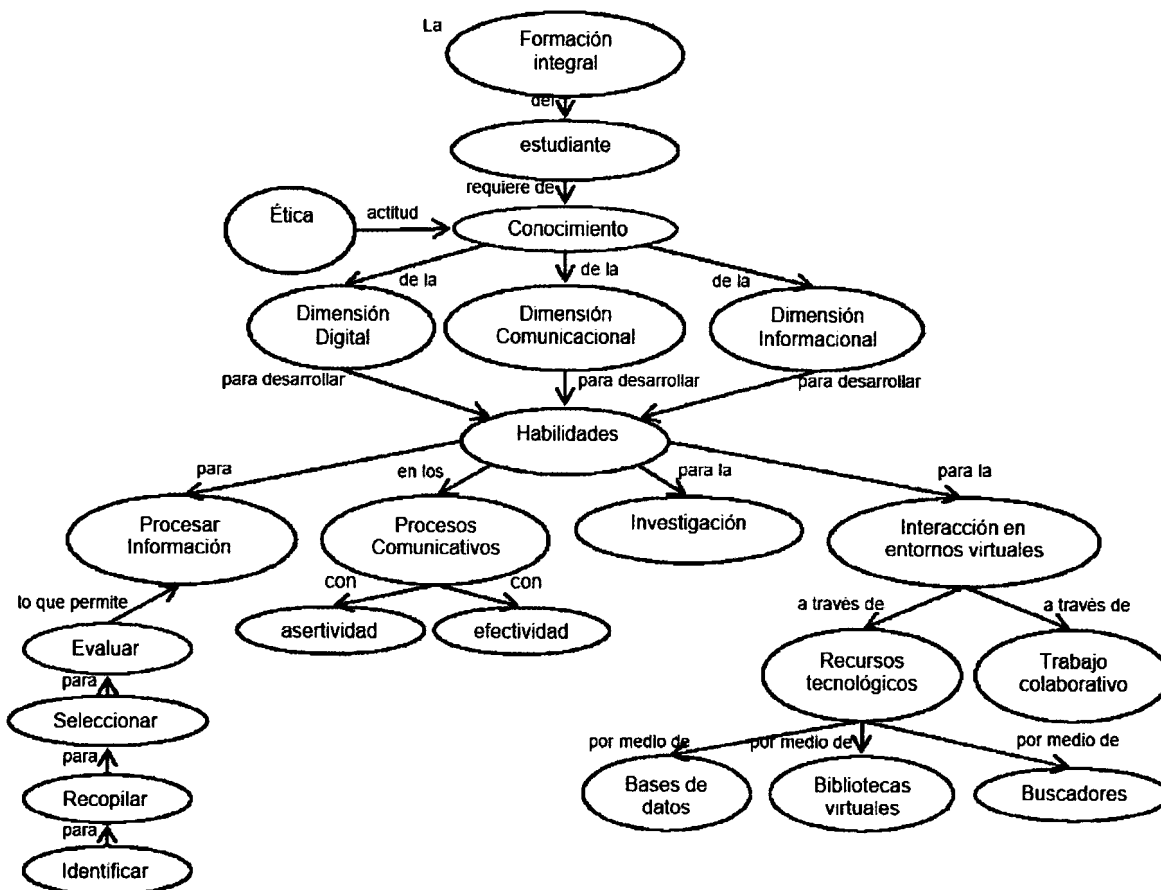 La
Formación
integral
del
estudiante
requiere de
Ética
actitud
Conocimiento
de la
de la
de la
Dimensión
Digital
Dimensión
Comunicacional
Dimensión
Informacional
para desarrollar
para desarrollar
para desarrollar
Habilidades
para
en los
para la
para la
Procesar
Información
Procesos
Comunicativos
Investigación
Interacción en
entornos virtuales
lo que permite
con
con
a través de
a través de
Evaluar
asertividad
efectividad
Recursos
tecnológicos
Trabajo
colaborativo
para
Seleccionar
por medio de
por medio de
por medio de
para
Recopilar
Bases de
datos
Bibliotecas
virtuales
Buscadores
para
Identificar